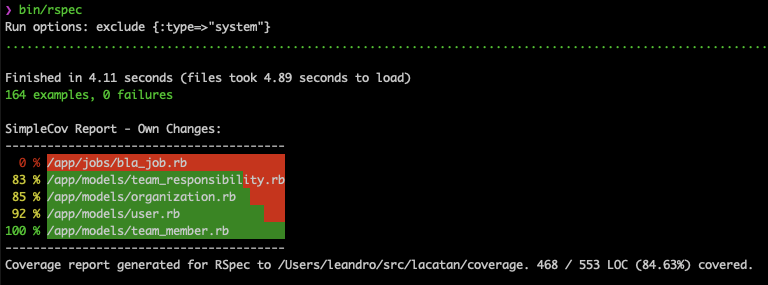 ❯ bin/rspec
Run options: exclude {:type=>"system"}
................................................................................................................
Finished in 4.11 seconds (files took 4.89 seconds to load)
164 examples, 0 failures
SimpleCov Report - Own Changes:
----------------------------------------
0 % /app/jobs/bla_job.rb
83 % /app/models/team_responsibility.rb
85 % /app/models/organization.rb
92 % /app/models/user.rb
100 % /app/models/team_member.rb
----------------------------------------
Coverage report generated for RSpec to /Users/leandro/src/lacatan/coverage. 468 / 553 LOC (84.63%) covered.